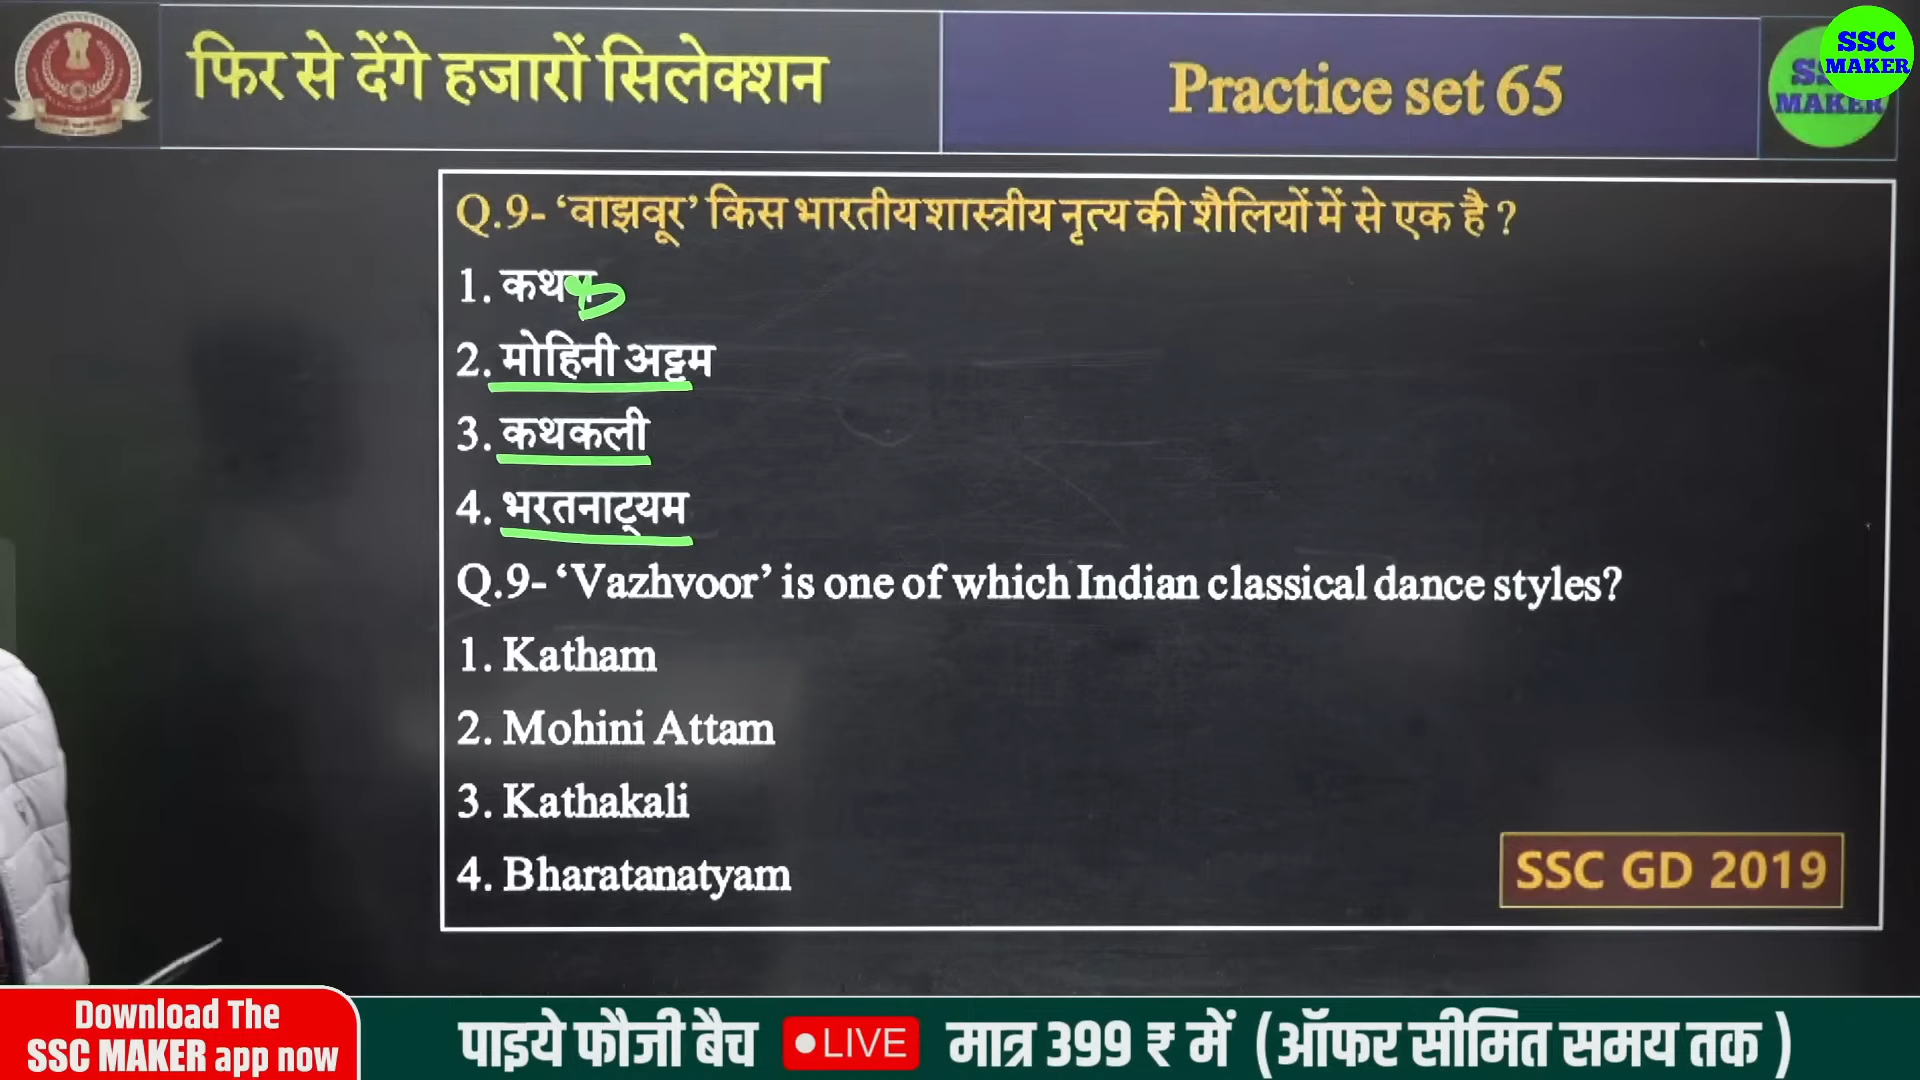 फिर से देंगे हजारों सिलेक्शन
Practice set 65
SSC
MAKER
MAKER
Q.9- ‘वाझवूर’ किस भारतीय शास्त्रीय नृत्य की शैलियों में से एक है ?
1. कथ
2. मोहिनी अट्टम
3. कथकली
4. भरतनाट्यम
Q.9- ‘Vazhvoor’ is one of which Indian classical dance styles?
1. Katham
2. Mohini Attam
3. Kathakali
4. Bharatanatyam
SSC GD 2019
Download The
SSC MAKER app now
पाइये फौजी बैच LIVE मात्र 399 ₹ में (ऑफर सीमित समय तक )